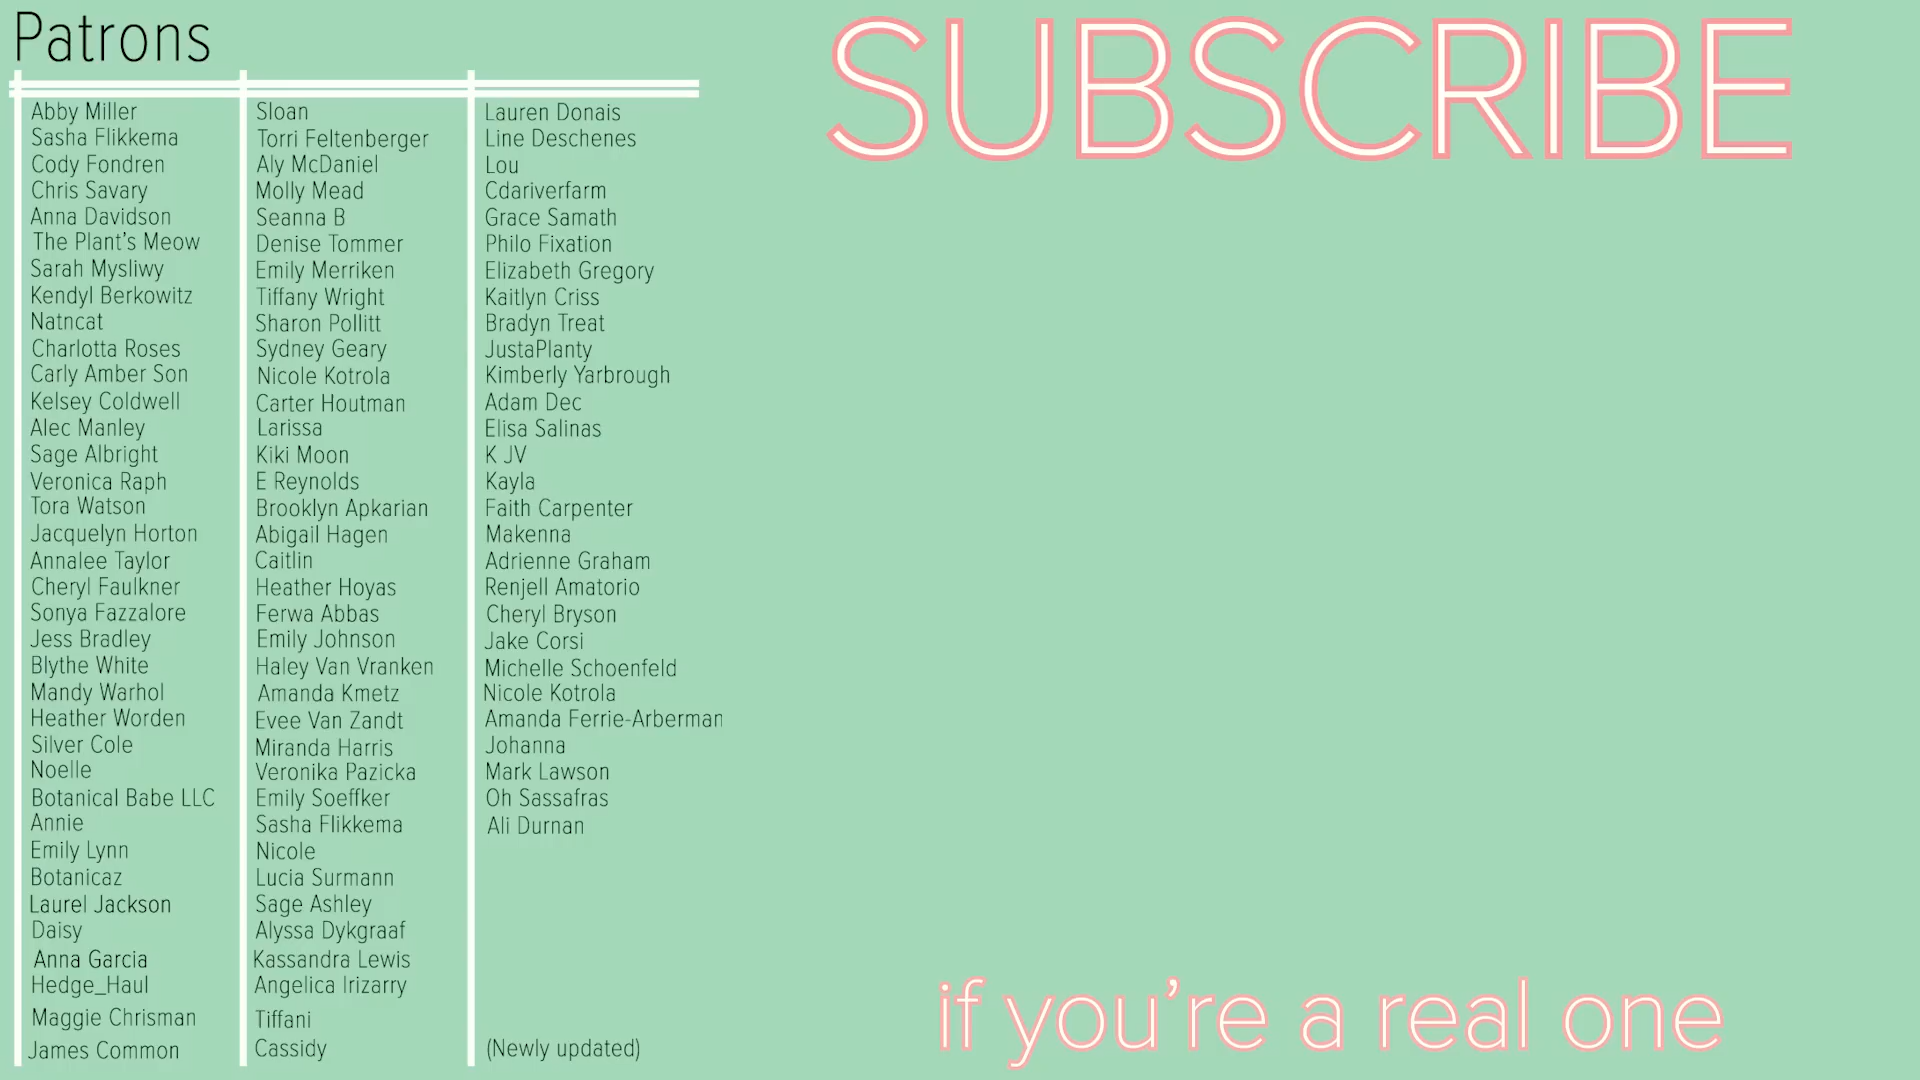 Patrons
Abby Miller
Sasha Flikkema
Cody Fondren
Chris Savary
Anna Davidson
The Plant's Meow
Sarah Mysliwy
Kendyl Berkowitz
Natncat
Charlotta Roses
Carly Amber Son
Kelsey Coldwell
Alec Manley
Sage Albright
Veronica Raph
Tora Watson
Jacquelyn Horton
Annalee Taylor
Cheryl Faulkner
Sonya Fazzalore
Jess Bradley
Blythe White
Mandy Warhol
Heather Worden
Silver Cole
Noelle
Botanical Babe LLC
Annie
Emily Lynn
Botanicaz
Laurel Jackson
Daisy
Anna Garcia
Hedge_Haul
Maggie Chrisman
James Common
Sloan
Torri Feltenberger
Aly McDaniel
Molly Mead
Seanna B
Denise Tommer
Emily Merriken
Tiffany Wright
Sharon Pollitt
Sydney Geary
Nicole Kotrola
Carter Houtman
Larissa
Kiki Moon
E Reynolds
Brooklyn Apkarian
Abigail Hagen
Caitlin
Heather Hoyas
Ferwa Abbas
Emily Johnson
Haley Van Vranken
Amanda Kmetz
Evee Van Zandt
Miranda Harris
Veronika Pazicka
Emily Soeffker
Sasha Flikkema
Nicole
Lucia Surmann
Sage Ashley
Alyssa Dykgraaf
Kassandra Lewis
Angelica Irizarry
Tiffani
Cassidy
Lauren Donais
Line Deschenes
Lou
Cdariverfarm
Grace Samath
Philo Fixation
Elizabeth Gregory
Kaitlyn Criss
Bradyn Treat
JustaPlanty
Kimberly Yarbrough
Adam Dec
Elisa Salinas
K JV
Kayla
Faith Carpenter
Makenna
Adrienne Graham
Renjell Amatorio
Cheryl Bryson
Jake Corsi
Michelle Schoenfeld
Nicole Kotrola
Amanda Ferrie-Arberman
Johanna
Mark Lawson
Oh Sassafras
Ali Durnan
(Newly updated)
SUBSCRIBE
if you're a real one